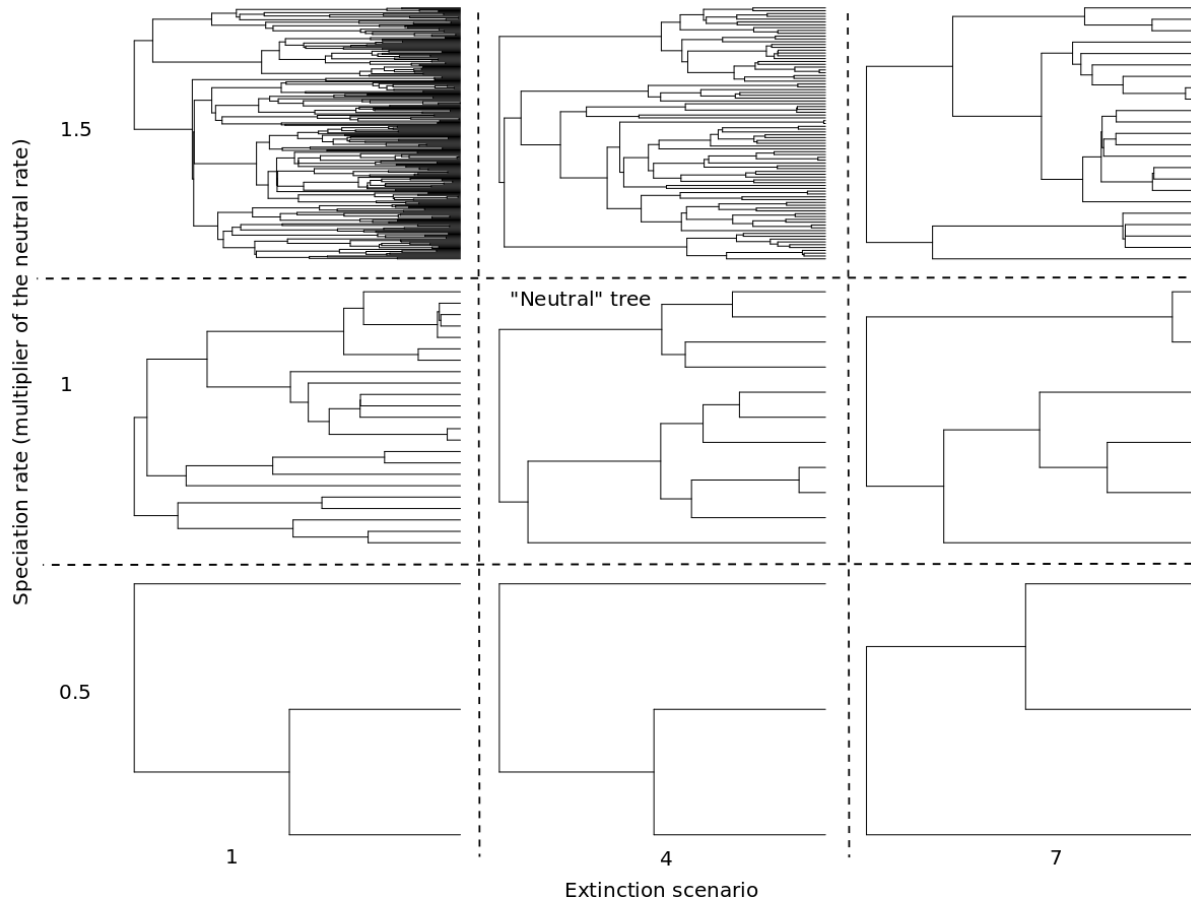 Speciation rate (multiplier of the neutral rate)
1.5
"Neutral" tree
1
0.5
1
4
7
Extinction scenario